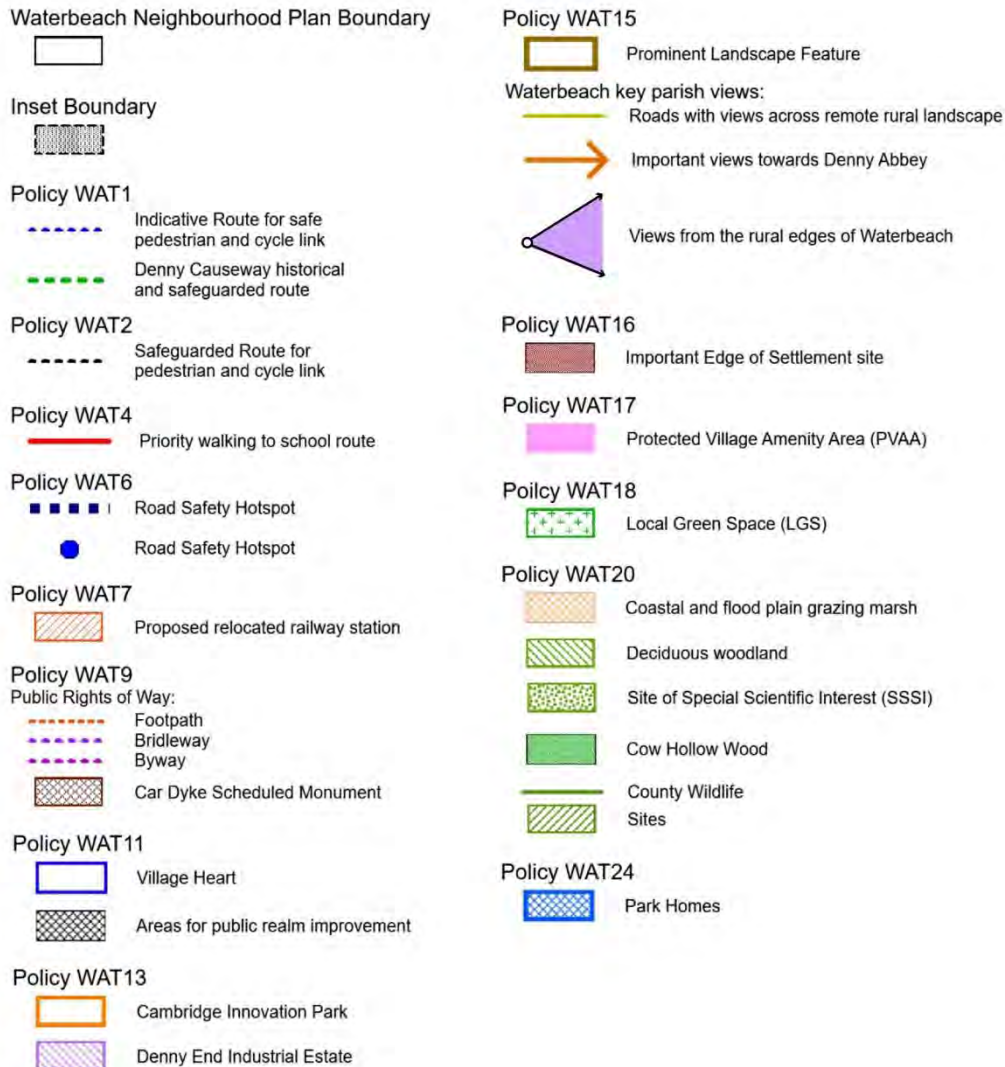 Waterbeach Neighbourhood Plan Boundary
Inset Boundary
Policy WAT1
Indicative Route for safe
pedestrian and cycle link
Denny Causeway historical
and safeguarded route
Policy WAT2
Safeguarded Route for
pedestrian and cycle link
Policy WAT4
Priority walking to school route
Policy WAT6
Road Safety Hotspot
Road Safety Hotspot
Policy WAT7
Proposed relocated railway station
Policy WAT9
Public Rights of Way:
Footpath
Bridleway
Byway
Car Dyke Scheduled Monument
Policy WAT11
Village Heart
Areas for public realm improvement
Policy WAT13
Cambridge Innovation Park
Denny End Industrial Estate
Policy WAT15
Prominent Landscape Feature
Waterbeach key parish views:
Roads with views across remote rural landscape
Important views towards Denny Abbey
Views from the rural edges of Waterbeach
Policy WAT16
Important Edge of Settlement site
Policy WAT17
Protected Village Amenity Area (PVAA)
Poilcy WAT18
Local Green Space (LGS)
Policy WAT20
Coastal and flood plain grazing marsh
Deciduous woodland
Site of Special Scientific Interest (SSSI)
Cow Hollow Wood
County Wildlife
Sites
Policy WAT24
Park Homes